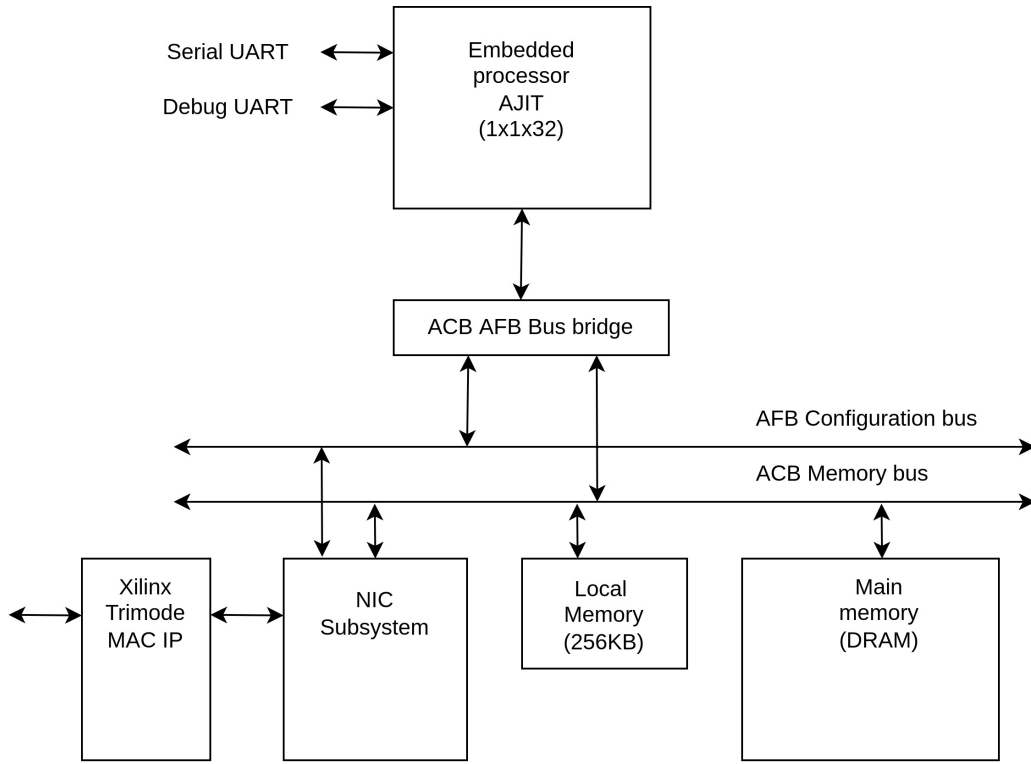 Serial UART
Debug UART
Embedded
processor
AJIT
(1x1x32)
ACB AFB Bus bridge
AFB Configuration bus
ACB Memory bus
Xilinx
Trimode
MAC IP
NIC
Subsystem
Local
Memory
(256KB)
Main
memory
(DRAM)